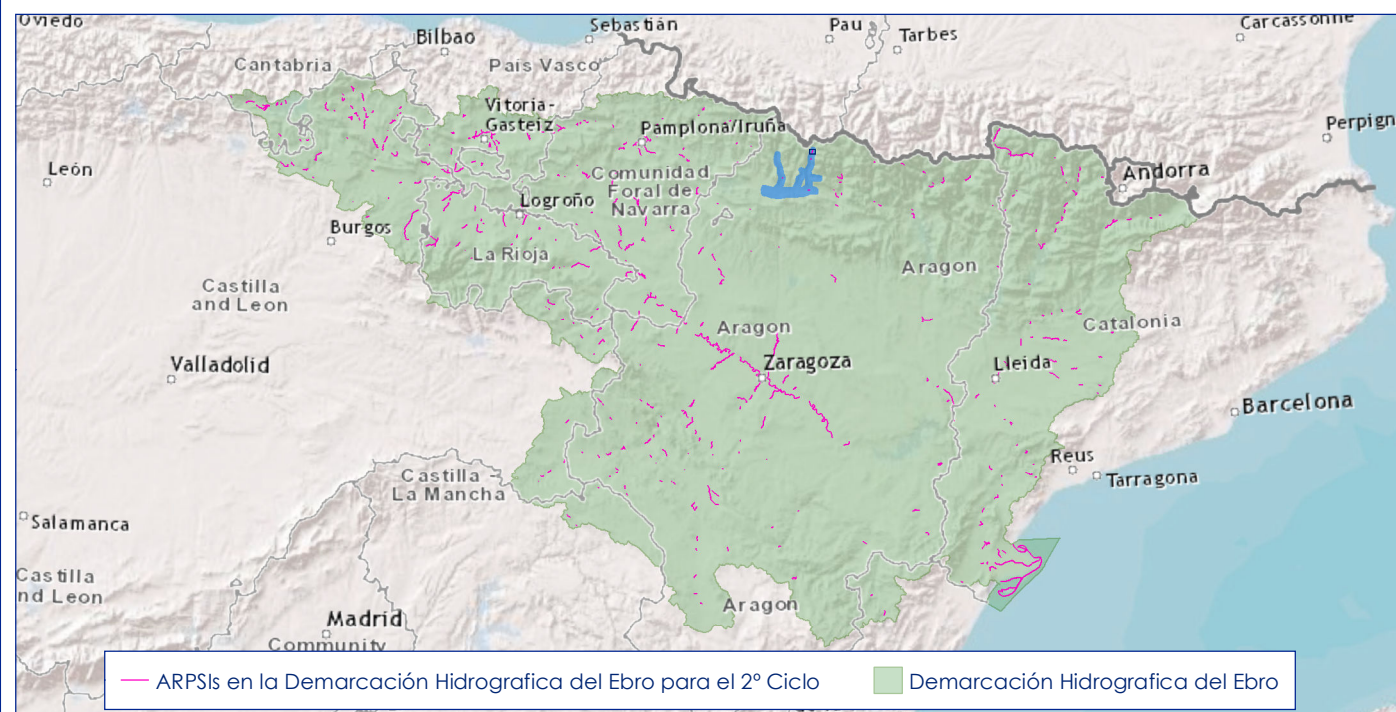 Oviedo
Sebastián
Pau
Carcassonne
Bilbao
Tarbes
Cantabria
País Vasco
Vitoria-
Gasteiz
Pamplona/Iruña
Perpign
León
Andorra
Comunidad
Foral de
Navarra
Logroño
Burgos
La Rioja
Aragon
Castilla
and Leon
Aragon
Catalonia
Valladolid
Zaragoza
Lleida
Barcelona
Reus
Castilla
La Mancha
Tarragona
Salamanca
Castilla
nd Leon
Aragon
Madrid
Community
ARPSIs en la Demarcación Hidrografica del Ebro para el 2º Ciclo
Demarcación Hidrografica del Ebro